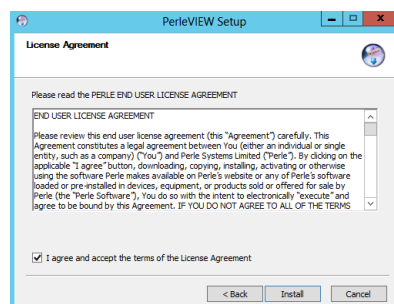 PerleVIEW Setup
License Agreement
Please read the PERLE END USER LICENSE AGREEMENT
END USER LICENSE AGREEMENT
Please review this end user license agreement (this "Agreement") carefully. This
Agreement constitutes a legal agreement between You (either an individual or single
entity, such as a company) ("You") and Perle Systems Limited ("Perle"). By clicking on the
applicable "I agree" button, downloading, copying, installing, activating or otherwise
using the software Perle makes available on Perle's website or any of Perle's software
loaded or pre-installed in devices, equipment, or products sold or offered for sale by
Perle (the "Perle Software"), You do so with the intent to electronically "execute" and
agree to be bound by this Agreement. IF YOU DO NOT AGREE TO ALL OF THE TERMS
I agree and accept the terms of the License Agreement
< Back Install Cancel